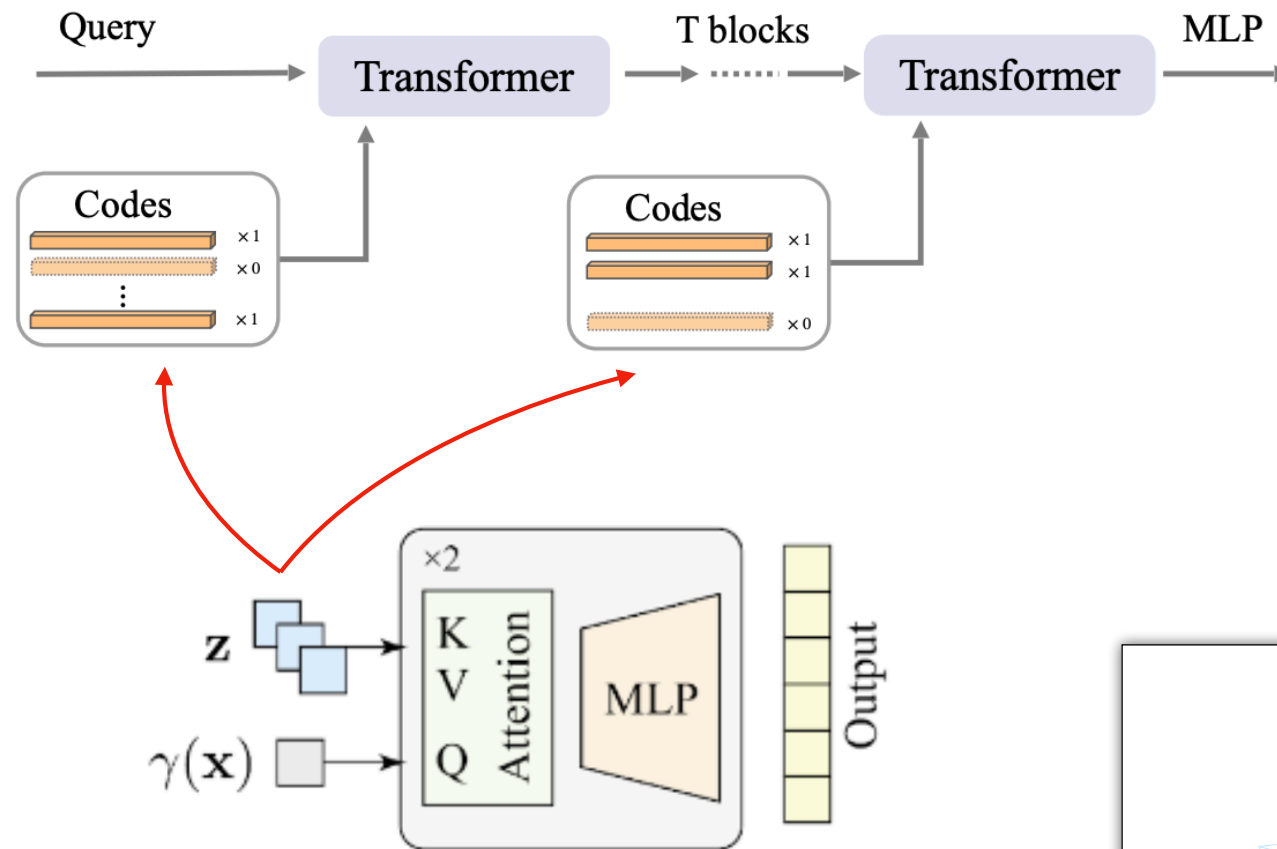 Query
T blocks
MLP
Transformer
Transformer
Codes
×1
×0
×1
Codes
×1
×1
×0
×2
z
K
V
Q
Attention
MLP
Output
γ(x)